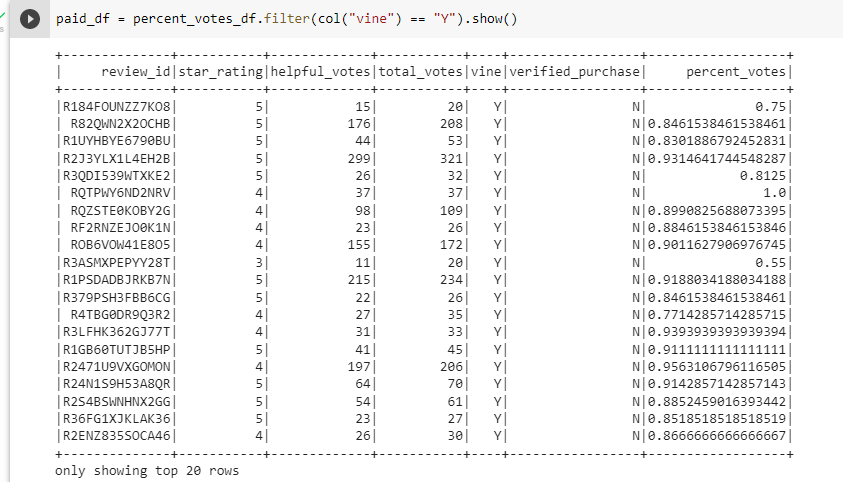 paid_df = percent_votes_df.filter(col("vine") == "Y").show()
+--------------+-----------+-------------+-----------+----+-----------------+------------------+
|     review_id|star_rating|helpful_votes|total_votes|vine|verified_purchase|     percent_votes|
+--------------+-----------+-------------+-----------+----+-----------------+------------------+
|R184FOUNZZ7KO8|          5|           15|         20|   Y|                N|              0.75|
| R82QWN2X2OCHB|          5|          176|        208|   Y|                N|0.8461538461538461|
|R1UYHBYE6790BU|          5|           44|         53|   Y|                N|0.8301886792452831|
|R2J3YLX1L4EH2B|          5|          299|        321|   Y|                N|0.9314641744548287|
|R3QDI539WTXKE2|          5|           26|         32|   Y|                N|            0.8125|
| RQTPWY6ND2NRV|          4|           37|         37|   Y|                N|               1.0|
| RQZSTE0KOBY2G|          4|           98|        109|   Y|                N|0.8990825688073395|
| RF2RNZEJO0K1N|          4|           23|         26|   Y|                N|0.8846153846153846|
| ROB6VOW41E8O5|          4|          155|        172|   Y|                N|0.9011627906976745|
|R3ASMXPEPYY28T|          3|           11|         20|   Y|                N|              0.55|
|R1PSDADBJRKB7N|          5|          215|        234|   Y|                N|0.9188034188034188|
|R379PSH3FBB6CG|          5|           22|         26|   Y|                N|0.8461538461538461|
| R4TBG0DR9Q3R2|          4|           27|         35|   Y|                N|0.7714285714285715|
|R3LFHK362GJ77T|          4|           31|         33|   Y|                N|0.9393939393939394|
|R1GB60TUTJB5HP|          5|           41|         45|   Y|                N|0.9111111111111111|
|R2471U9VXGOMON|          4|          197|        206|   Y|                N|0.9563106796116505|
|R24N1S9H53A8QR|          5|           64|         70|   Y|                N|0.9142857142857143|
|R2S4BSWNHNX2GG|          5|           54|         61|   Y|                N|0.8852459016393442|
|R36FG1XJKLAK36|          5|           23|         27|   Y|                N|0.8518518518518519|
|R2ENZ835SOCA46|          4|           26|         30|   Y|                N|0.8666666666666667|
+--------------+-----------+-------------+-----------+----+-----------------+------------------+
only showing top 20 rows